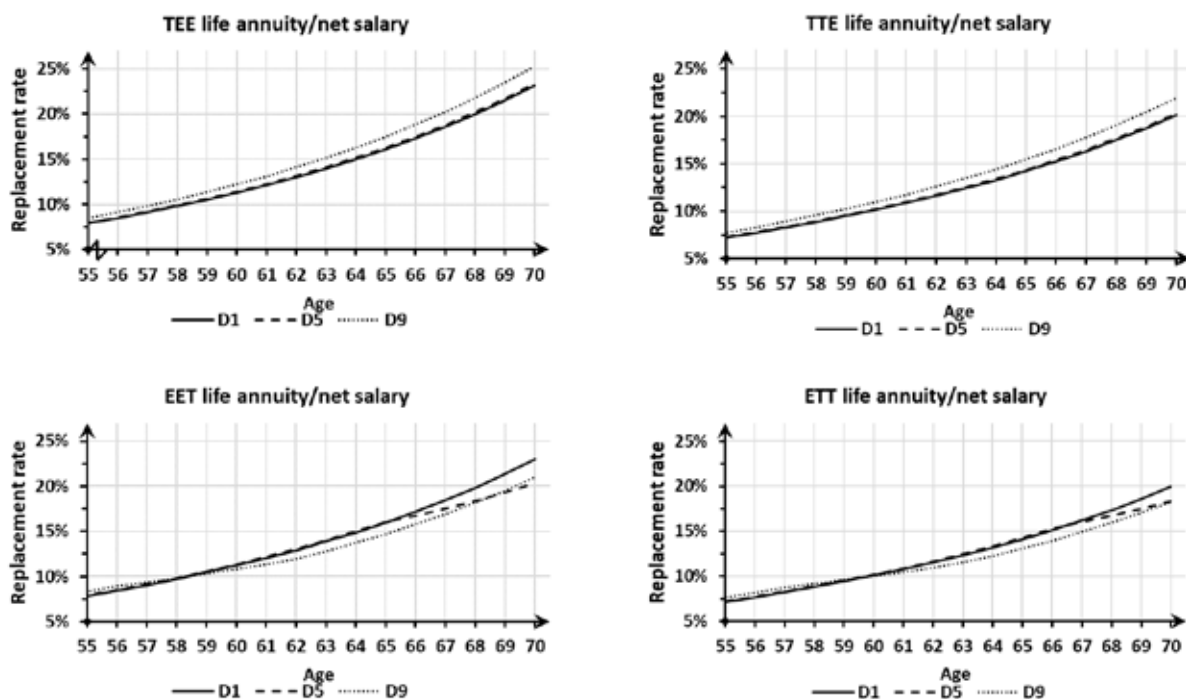 TEE life annuity/net salary
Replacement rate
25%
20%
15%
10%
5%
55 56 57 58 59 60 61 62 63 64 65 66 67 68 69 70
Age
D1 D5 D9
TTE life annuity/net salary
Replacement rate
25%
20%
15%
10%
5%
55 56 57 58 59 60 61 62 63 64 65 66 67 68 69 70
Age
D1 D5 D9
EET life annuity/net salary
Replacement rate
25%
20%
15%
10%
5%
55 56 57 58 59 60 61 62 63 64 65 66 67 68 69 70
Age
D1 D5 D9
ETT life annuity/net salary
Replacement rate
25%
20%
15%
10%
5%
55 56 57 58 59 60 61 62 63 64 65 66 67 68 69 70
Age
D1 D5 D9